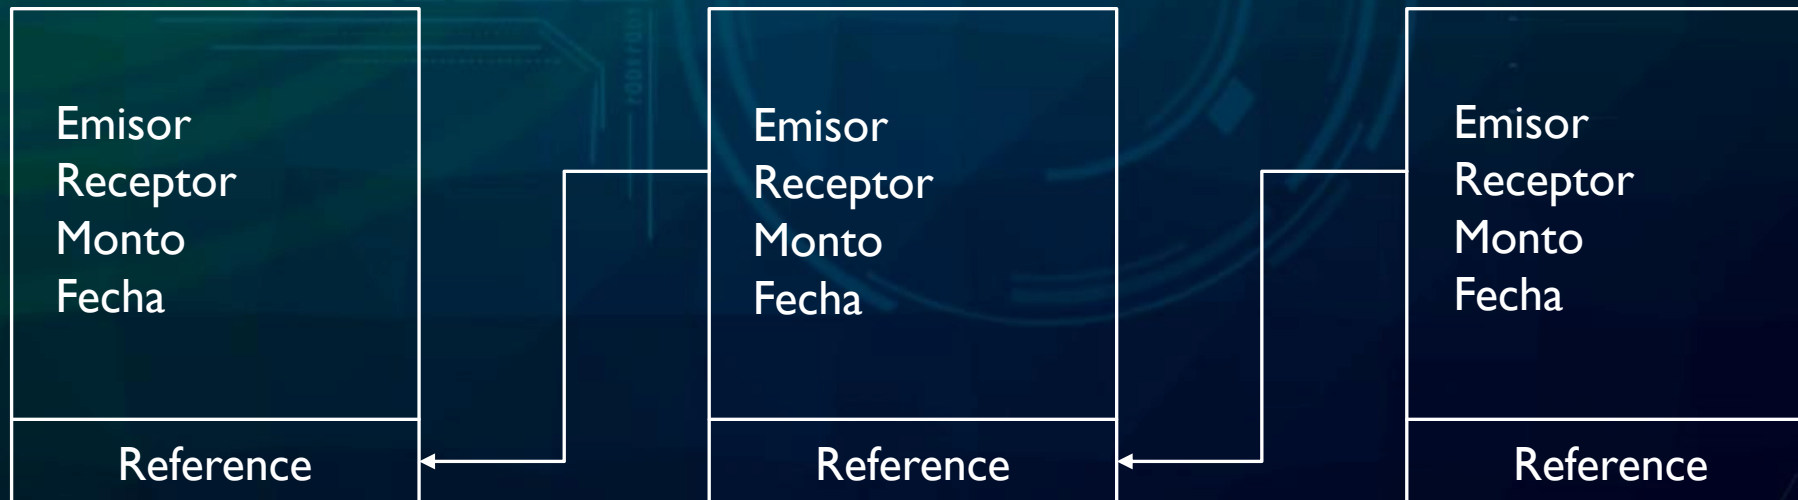 Emisor
Receptor
Monto
Fecha
Reference
Emisor
Receptor
Monto
Fecha
Reference
Emisor
Receptor
Monto
Fecha
Reference